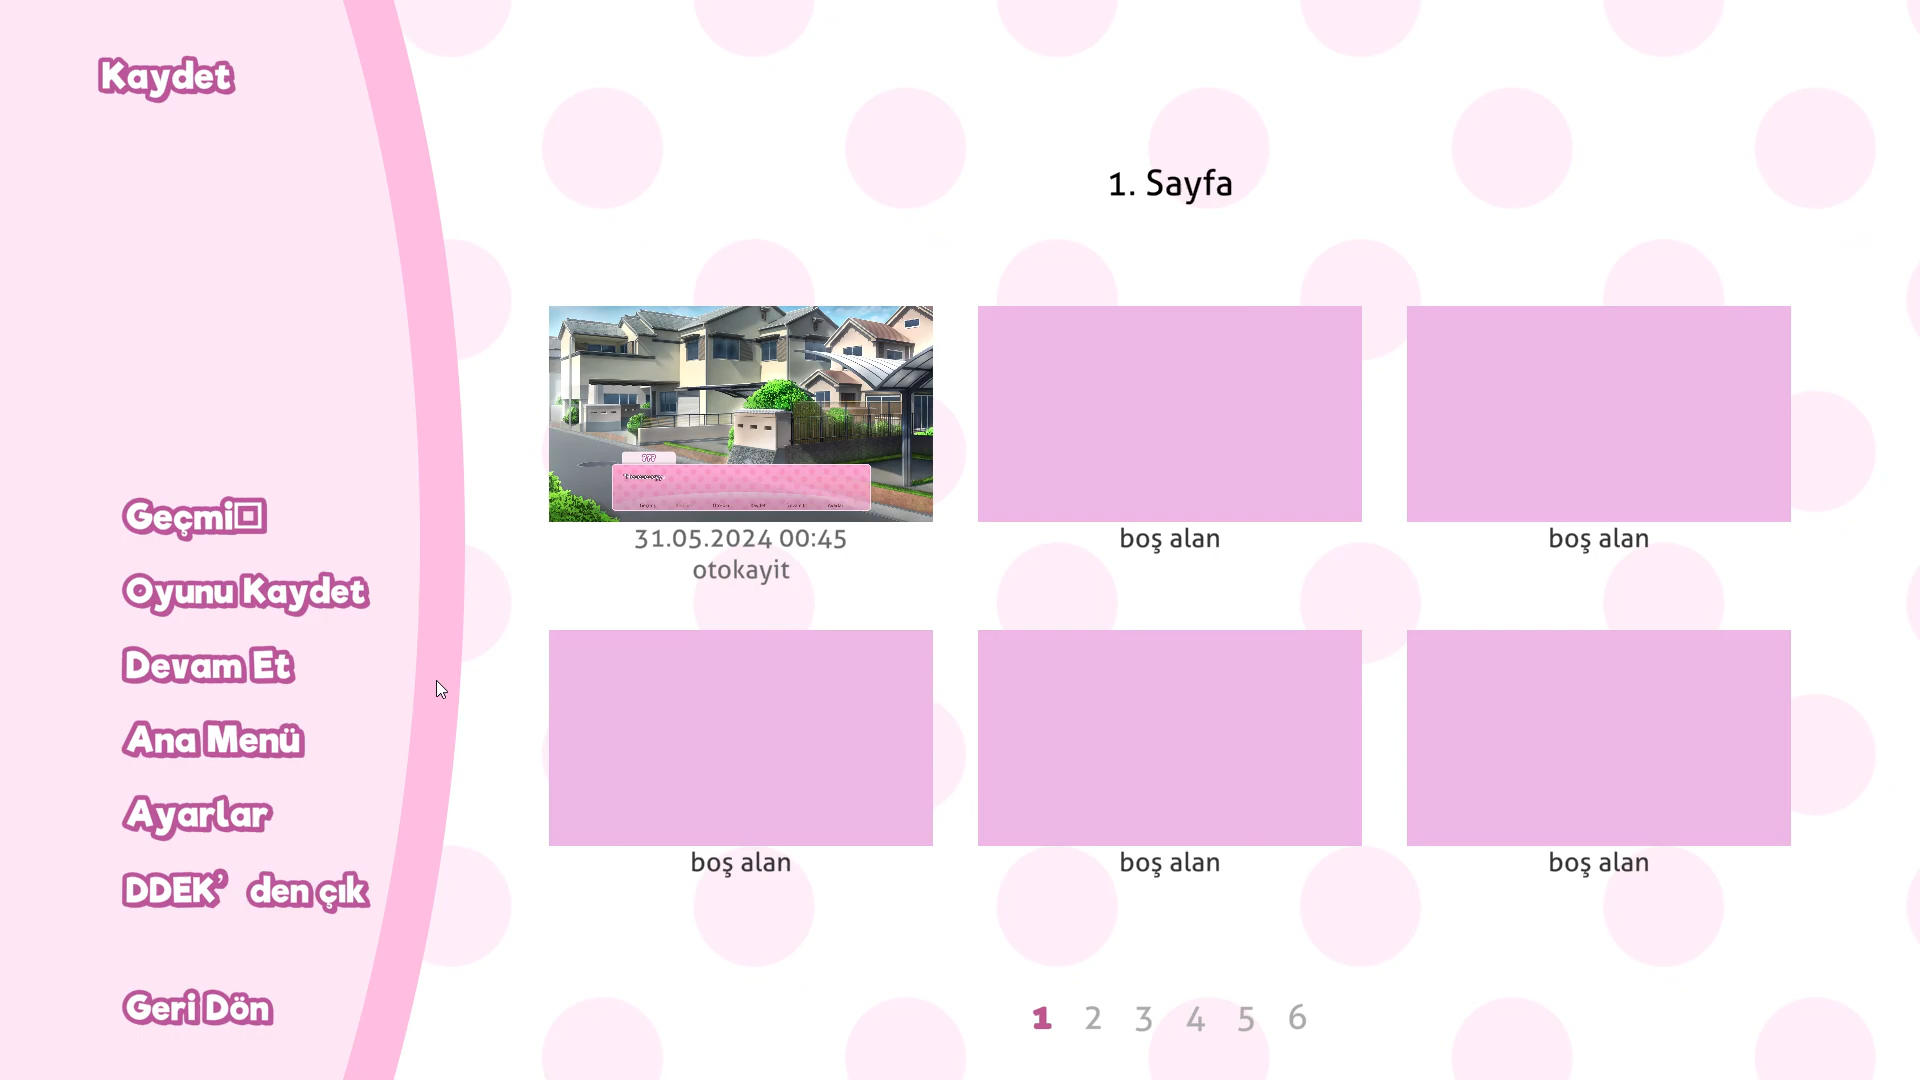 Kaydet
1. Sayfa
???
31.05.2024 00:45
otokayit
boş alan
boş alan
boş alan
boş alan
boş alan
Geçmi□
Oyunu Kaydet
Devam Et
Ana Menü
Ayarlar
DDEK’ den çık
Geri Dön
1 2 3 4 5 6